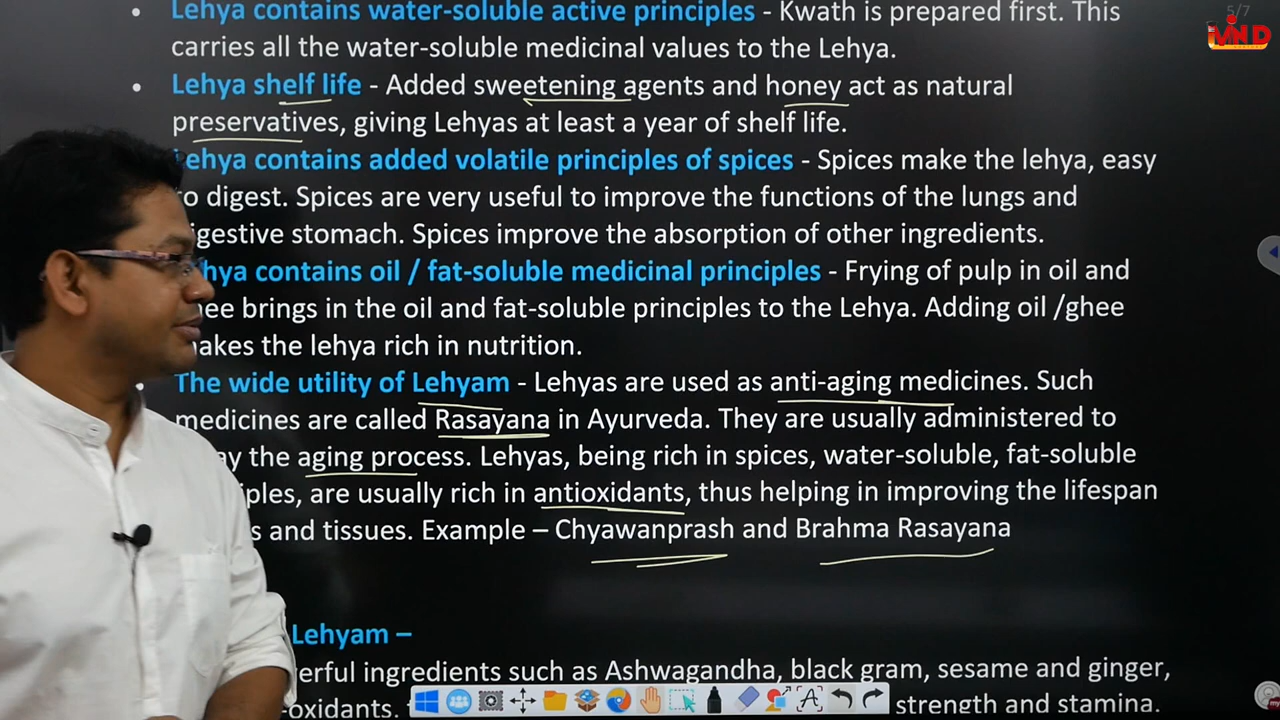 5/7
MND
• Lehya contains water-soluble active principles - Kwath is prepared first. This
carries all the water-soluble medicinal values to the Lehya.
• Lehya shelf life - Added sweetening agents and honey act as natural
preservatives, giving Lehyas at least a year of shelf life.
Lehya contains added volatile principles of spices - Spices make the lehya, easy
to digest. Spices are very useful to improve the functions of the lungs and
digestive stomach. Spices improve the absorption of other ingredients.
hya contains oil / fat-soluble medicinal principles - Frying of pulp in oil and
ghee brings in the oil and fat-soluble principles to the Lehya. Adding oil /ghee
makes the lehya rich in nutrition.
• The wide utility of Lehyam - Lehyas are used as anti-aging medicines. Such
medicines are called Rasayana in Ayurveda. They are usually administered to
ay the aging process. Lehyas, being rich in spices, water-soluble, fat-soluble
iples, are usually rich in antioxidants, thus helping in improving the lifespan
s and tissues. Example – Chyawanprash and Brahma Rasayana
Lehyam –
erful ingredients such as Ashwagandha, black gram, sesame and ginger,
-oxidants. strength and stamina.